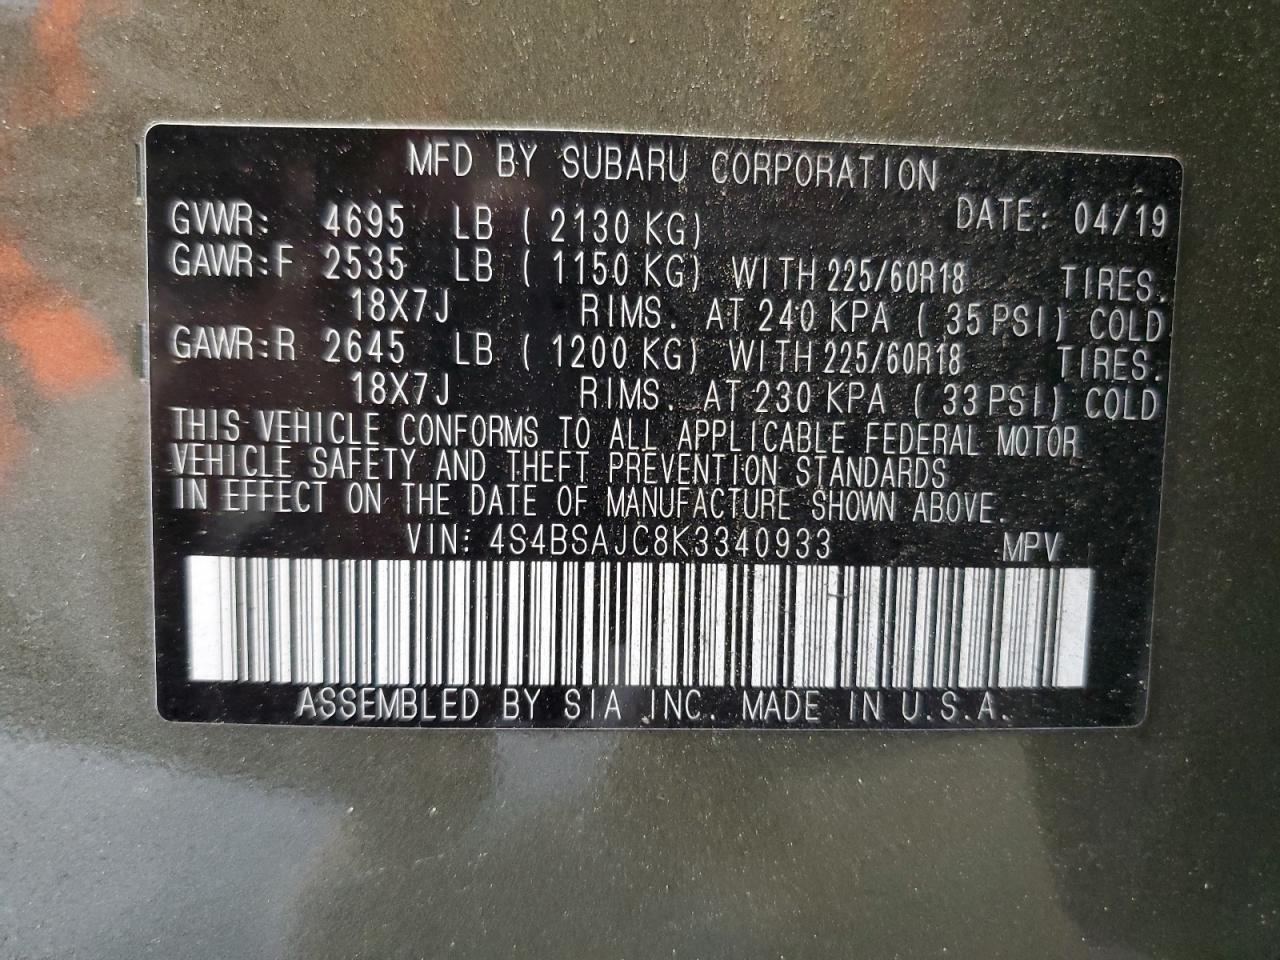 MFD BY SUBARU CORPORATION
GVWR: 4695 LB ( 2130 KG) DATE: 04/19
GAWR:F 2535 LB ( 1150 KG) WITH 225/60R18 TIRES.
18X7J RIMS. AT 240 KPA ( 35 PSI) COLD
GAWR:R 2645 LB ( 1200 KG) WITH 225/60R18 TIRES.
18X7J RIMS. AT 230 KPA ( 33 PSI) COLD
THIS VEHICLE CONFORMS TO ALL APPLICABLE FEDERAL MOTOR
VEHICLE SAFETY AND THEFT PREVENTION STANDARDS
IN EFFECT ON THE DATE OF MANUFACTURE SHOWN ABOVE.
VIN: 4S4BSAJC8K3340933 MPV
ASSEMBLED BY SIA INC. MADE IN U.S.A.